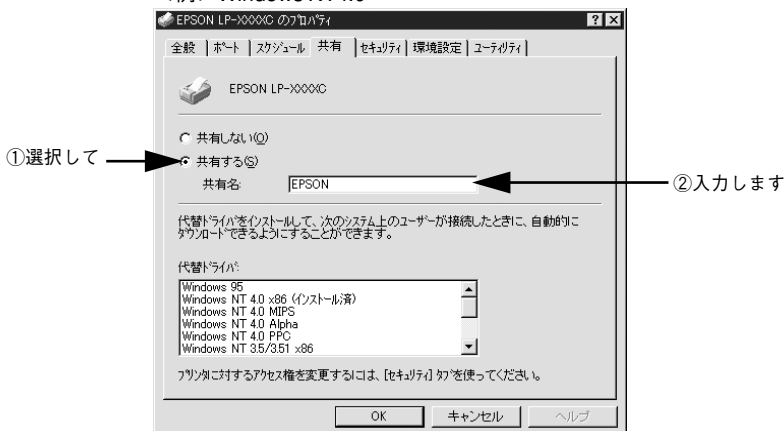 EPSON LP-XXXXC のプロパティ
全般 ポート スケジュール 共有 セキュリティ 環境設定 ユーティリティ
EPSON LP-XXXXC
共有しない(O)
①選択して
共有する(S)
共有名: EPSON
②入力します
代替ドライバをインストールして、次のシステム上のユーザーが接続したときに、自動的に
ダウンロードできるようにすることができます。
代替ドライバ:
Windows 95
Windows NT 4.0 x86 (インストール済)
Windows NT 4.0 MIPS
Windows NT 4.0 Alpha
Windows NT 4.0 PPC
Windows NT 3.5/3.51 x86
プリンタに対するアクセス権を変更するには、[セキュリティ] タブを使ってください。
OK キャンセル ヘルプ